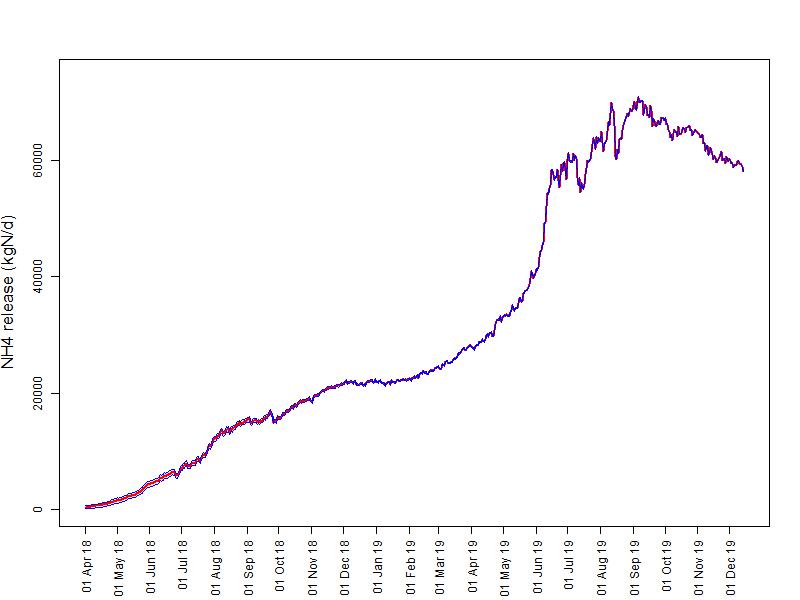 NH4 release (kgN/d)
60000
40000
20000
0
01 Apr 18
01 May 18
01 Jun 18
01 Jul 18
01 Aug 18
01 Sep 18
01 Oct 18
01 Nov 18
01 Dec 18
01 Jan 19
01 Feb 19
01 Mar 19
01 Apr 19
01 May 19
01 Jun 19
01 Jul 19
01 Aug 19
01 Sep 19
01 Oct 19
01 Nov 19
01 Dec 19